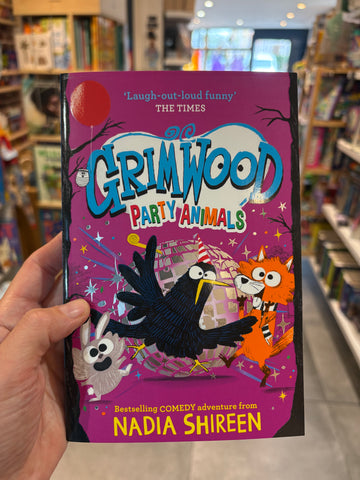 ‘Laugh-out-loud funny’
THE TIMES
GRIMWOOD
PARTY ANIMALS
Bestselling COMEDY adventure from
NADIA SHIREEN